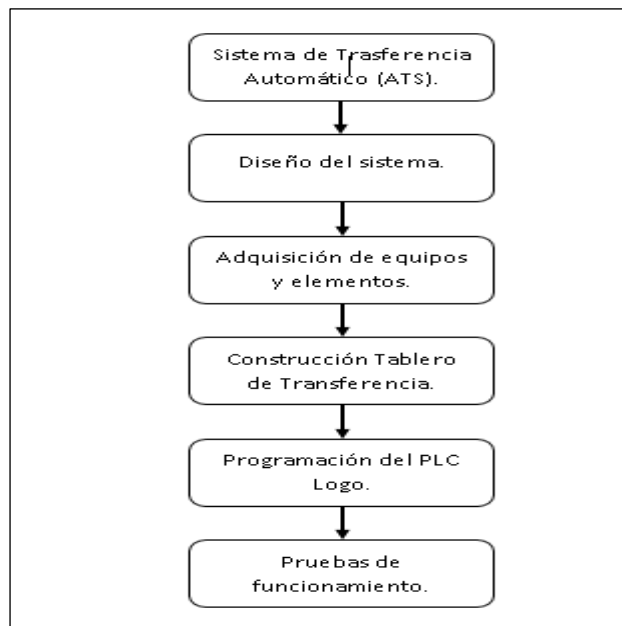 Sistema de Trasferencia
Automático (ATS).
Diseño del sistema.
Adquisición de equipos
y elementos.
Construcción Tablero
de Transferencia.
Programación del PLC
Logo.
Pruebas de
funcionamiento.